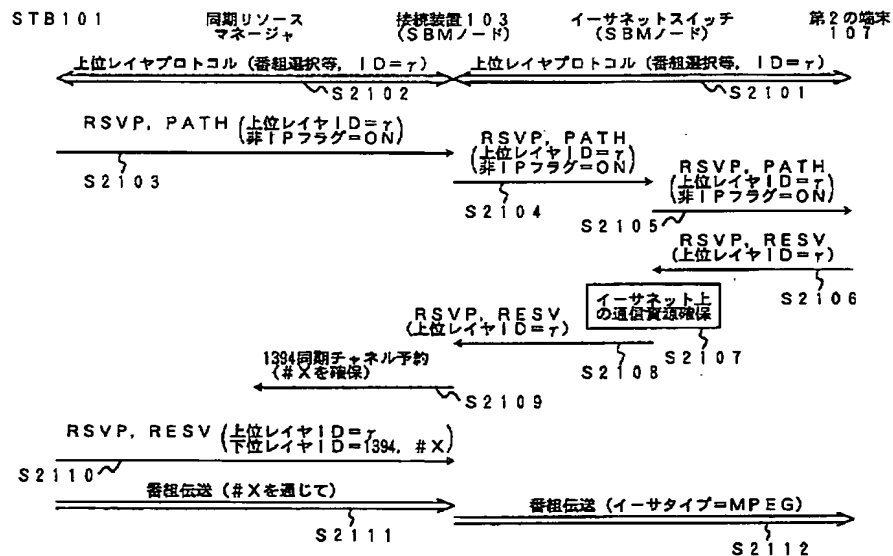 STB101
同期リソース
マネージャ
接続装置103
(SBMノード)
イーサネットスイッチ
(SBMノード)
第2の端末
107
上位レイヤプロトコル (番組選択等, ID=γ)
S2102
上位レイヤプロトコル (番組選択等, ID=γ)
S2101
RSVP, PATH (上位レイヤID=γ)
非IPフラグ=ON
S2103
RSVP, PATH
(上位レイヤID=γ)
非IPフラグ=ON
S2104
RSVP, PATH
(上位レイヤID=γ)
非IPフラグ=ON
S2105
RSVP, RESV
(上位レイヤID=γ)
S2106
イーサネット上
の通信資源確保
S2107
RSVP, RESV
(上位レイヤID=γ)
S2108
1394同期チャネル予約
(#Xを確保)
S2109
RSVP, RESV (上位レイヤID=γ
下位レイヤID=1394, #X)
S2110
番組伝送 (#Xを通じて)
S2111
番組伝送 (イーサタイプ=MPEG)
S2112